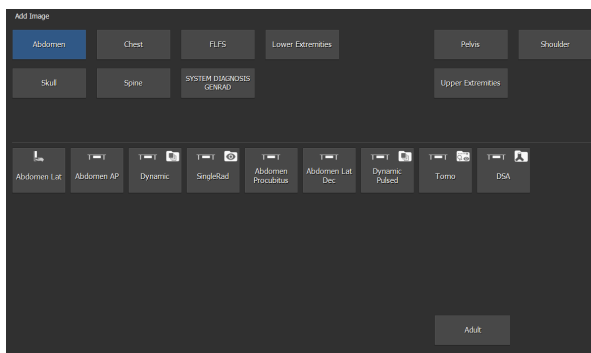 Add Image
Abdomen
Chest
FLFS
Lower Extremities
Pelvis
Shoulder
Skull
Spine
SYSTEM DIAGNOSIS
GENRAD
Upper Extremities
Abdomen Lat
Abdomen AP
Dynamic
SingleRad
Abdomen
Procubitus
Abdomen Lat
Dec
Dynamic
Pulsed
Tomo
DSA
Adult